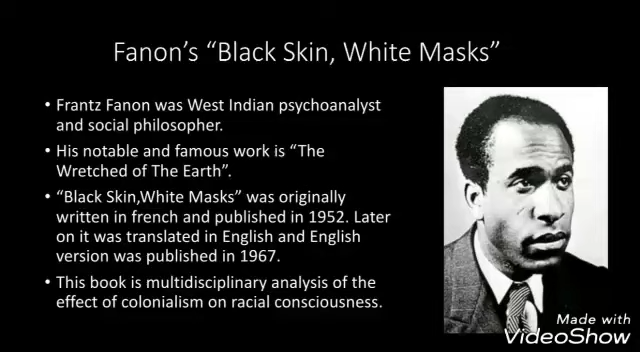 Fanon’s “Black Skin, White Masks”
• Frantz Fanon was West Indian psychoanalyst
and social philosopher.
• His notable and famous work is “The
Wretched of The Earth”.
• “Black Skin,White Masks” was originally
written in french and published in 1952. Later
on it was translated in English and English
version was published in 1967.
• This book is multidisciplinary analysis of the
effect of colonialism on racial consciousness.
Made with
VideoShow